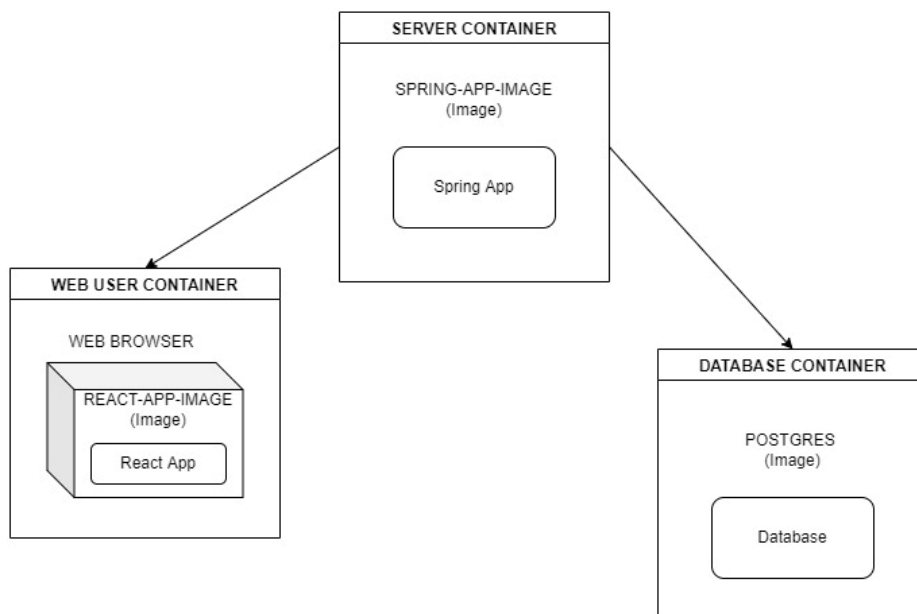 SERVER CONTAINER
SPRING-APP-IMAGE
(Image)
Spring App
WEB USER CONTAINER
WEB BROWSER
REACT-APP-IMAGE
(Image)
React App
DATABASE CONTAINER
POSTGRES
(Image)
Database